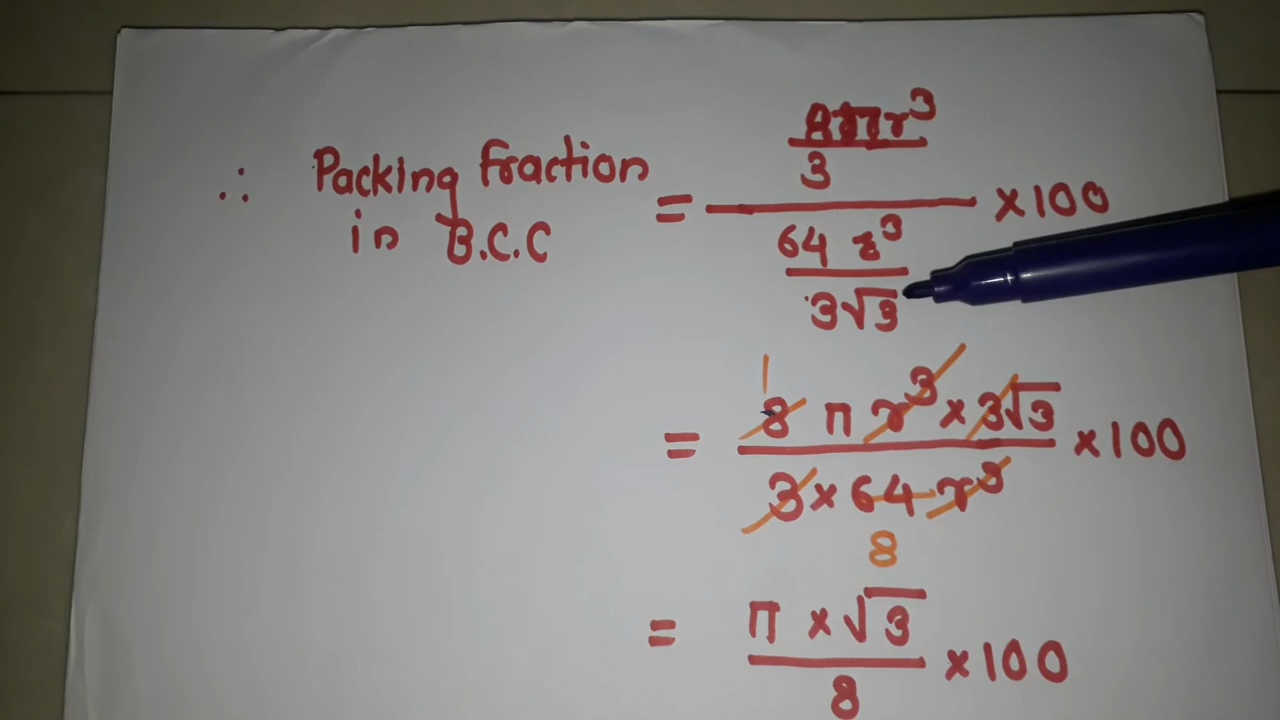 ∴ Packing fraction in B.C.C = (8πr³/3) / (64 r³/3√3) × 100
= 8 π r³ × 3√3 / 3 × 64 r³ × 100
1
8
= π × √3 / 8 × 100